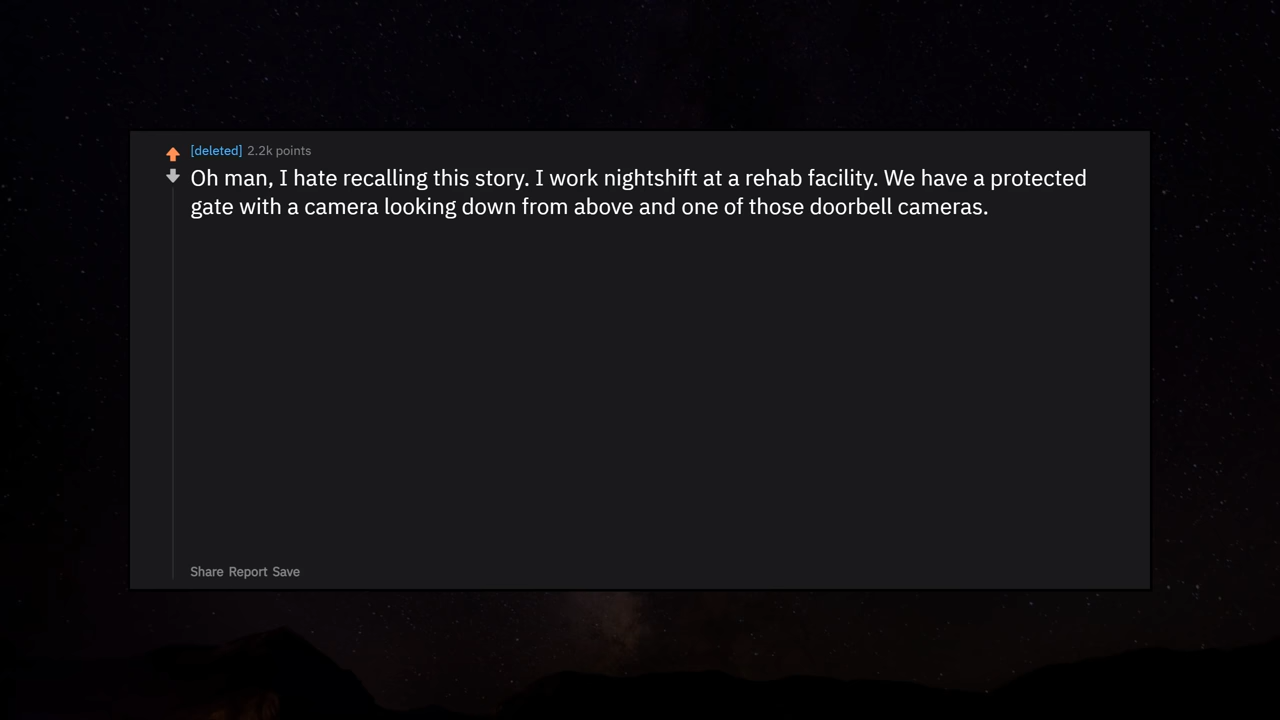 [deleted] 2.2k points
Oh man, I hate recalling this story. I work nightshift at a rehab facility. We have a protected
gate with a camera looking down from above and one of those doorbell cameras.
Share Report Save